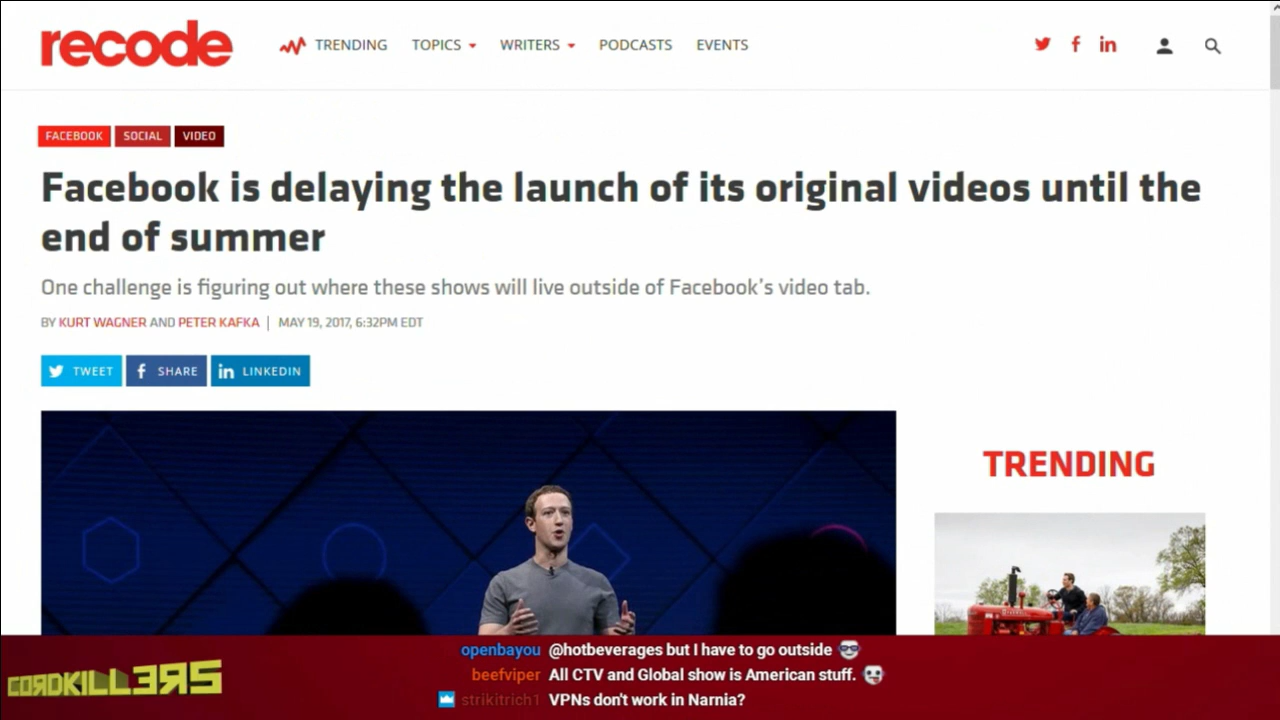 recode
TRENDING TOPICS WRITERS PODCASTS EVENTS
FACEBOOK SOCIAL VIDEO
Facebook is delaying the launch of its original videos until the
end of summer
One challenge is figuring out where these shows will live outside of Facebook's video tab.
BY KURT WAGNER AND PETER KAFKA | MAY 19, 2017, 6:32PM EDT
TWEET SHARE LINKEDIN
TRENDING
openbayou @hotbeverages but I have to go outside
beefviper All CTV and Global show is American stuff.
strikitrich1 VPNs don't work in Narnia?
CORDKILLERS